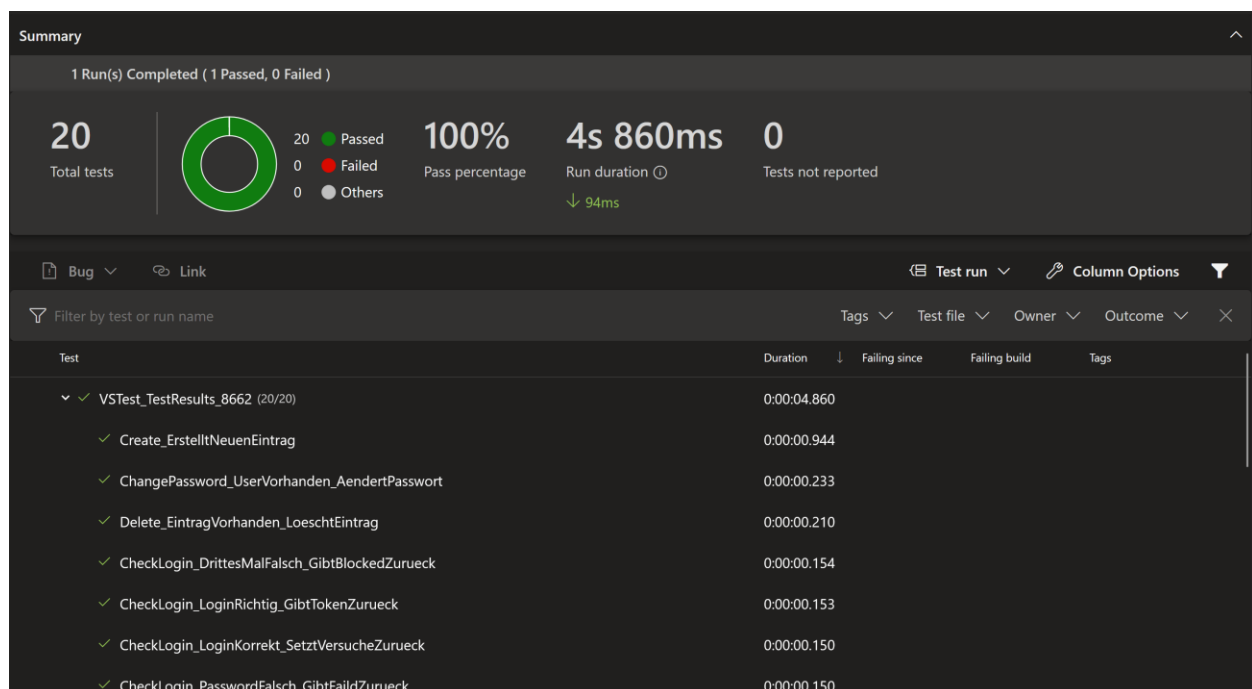 Summary
1 Run(s) Completed ( 1 Passed, 0 Failed )
20
Total tests
20 Passed
0 Failed
0 Others
100%
Pass percentage
4s 860ms
Run duration
94ms
0
Tests not reported
Bug Link Test run Column Options
Filter by test or run name Tags Test file Owner Outcome
Test Duration Failing since Failing build Tags
VSTest_TestResults_8662 (20/20) 0:00:04.860
Create_ErstelltNeuenEintrag 0:00:00.944
ChangePassword_UserVorhanden_AendertPasswort 0:00:00.233
Delete_EintragVorhanden_LoeschtEintrag 0:00:00.210
CheckLogin_DrittesMalFalsch_GibtBlockedZurueck 0:00:00.154
CheckLogin_LoginRichtig_GibtTokenZurueck 0:00:00.153
CheckLogin_LoginKorrekt_SetztVersucheZurueck 0:00:00.150
CheckLogin_PasswordFalsch_GibtFaildZurueck 0:00:00.150